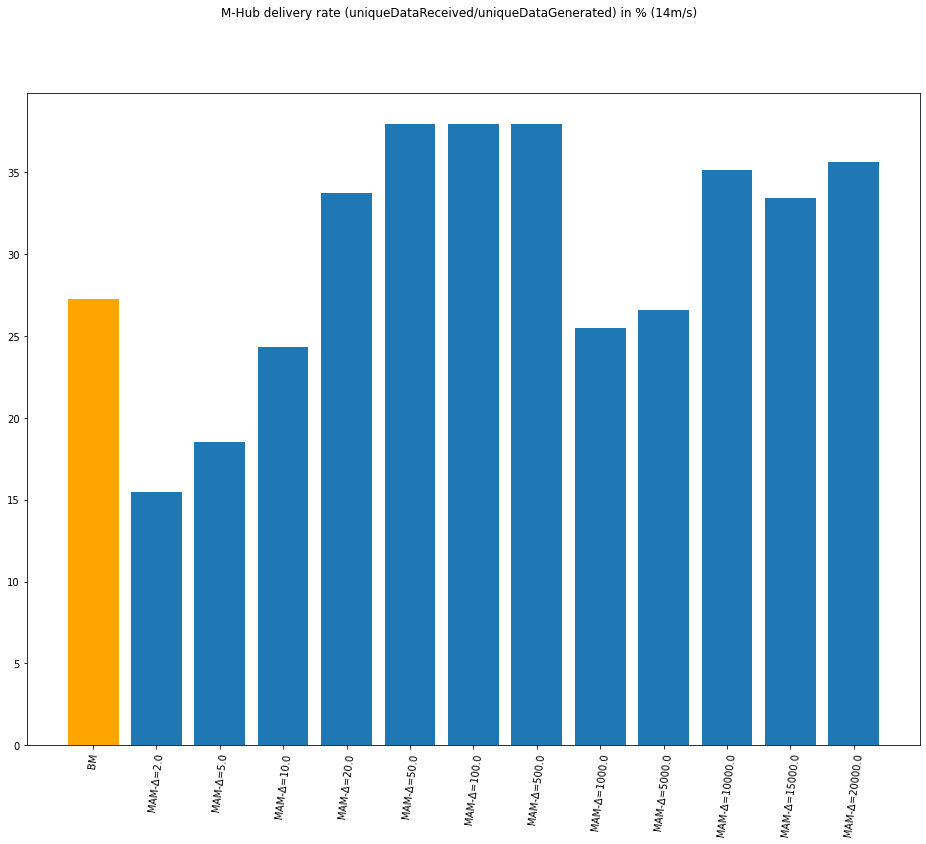 M-Hub delivery rate (uniqueDataReceived/uniqueDataGenerated) in % (14m/s)
35
30
25
20
15
10
5
0
BM
MAM-Δ=2.0
MAM-Δ=5.0
MAM-Δ=10.0
MAM-Δ=20.0
MAM-Δ=50.0
MAM-Δ=100.0
MAM-Δ=500.0
MAM-Δ=1000.0
MAM-Δ=5000.0
MAM-Δ=10000.0
MAM-Δ=15000.0
MAM-Δ=20000.0